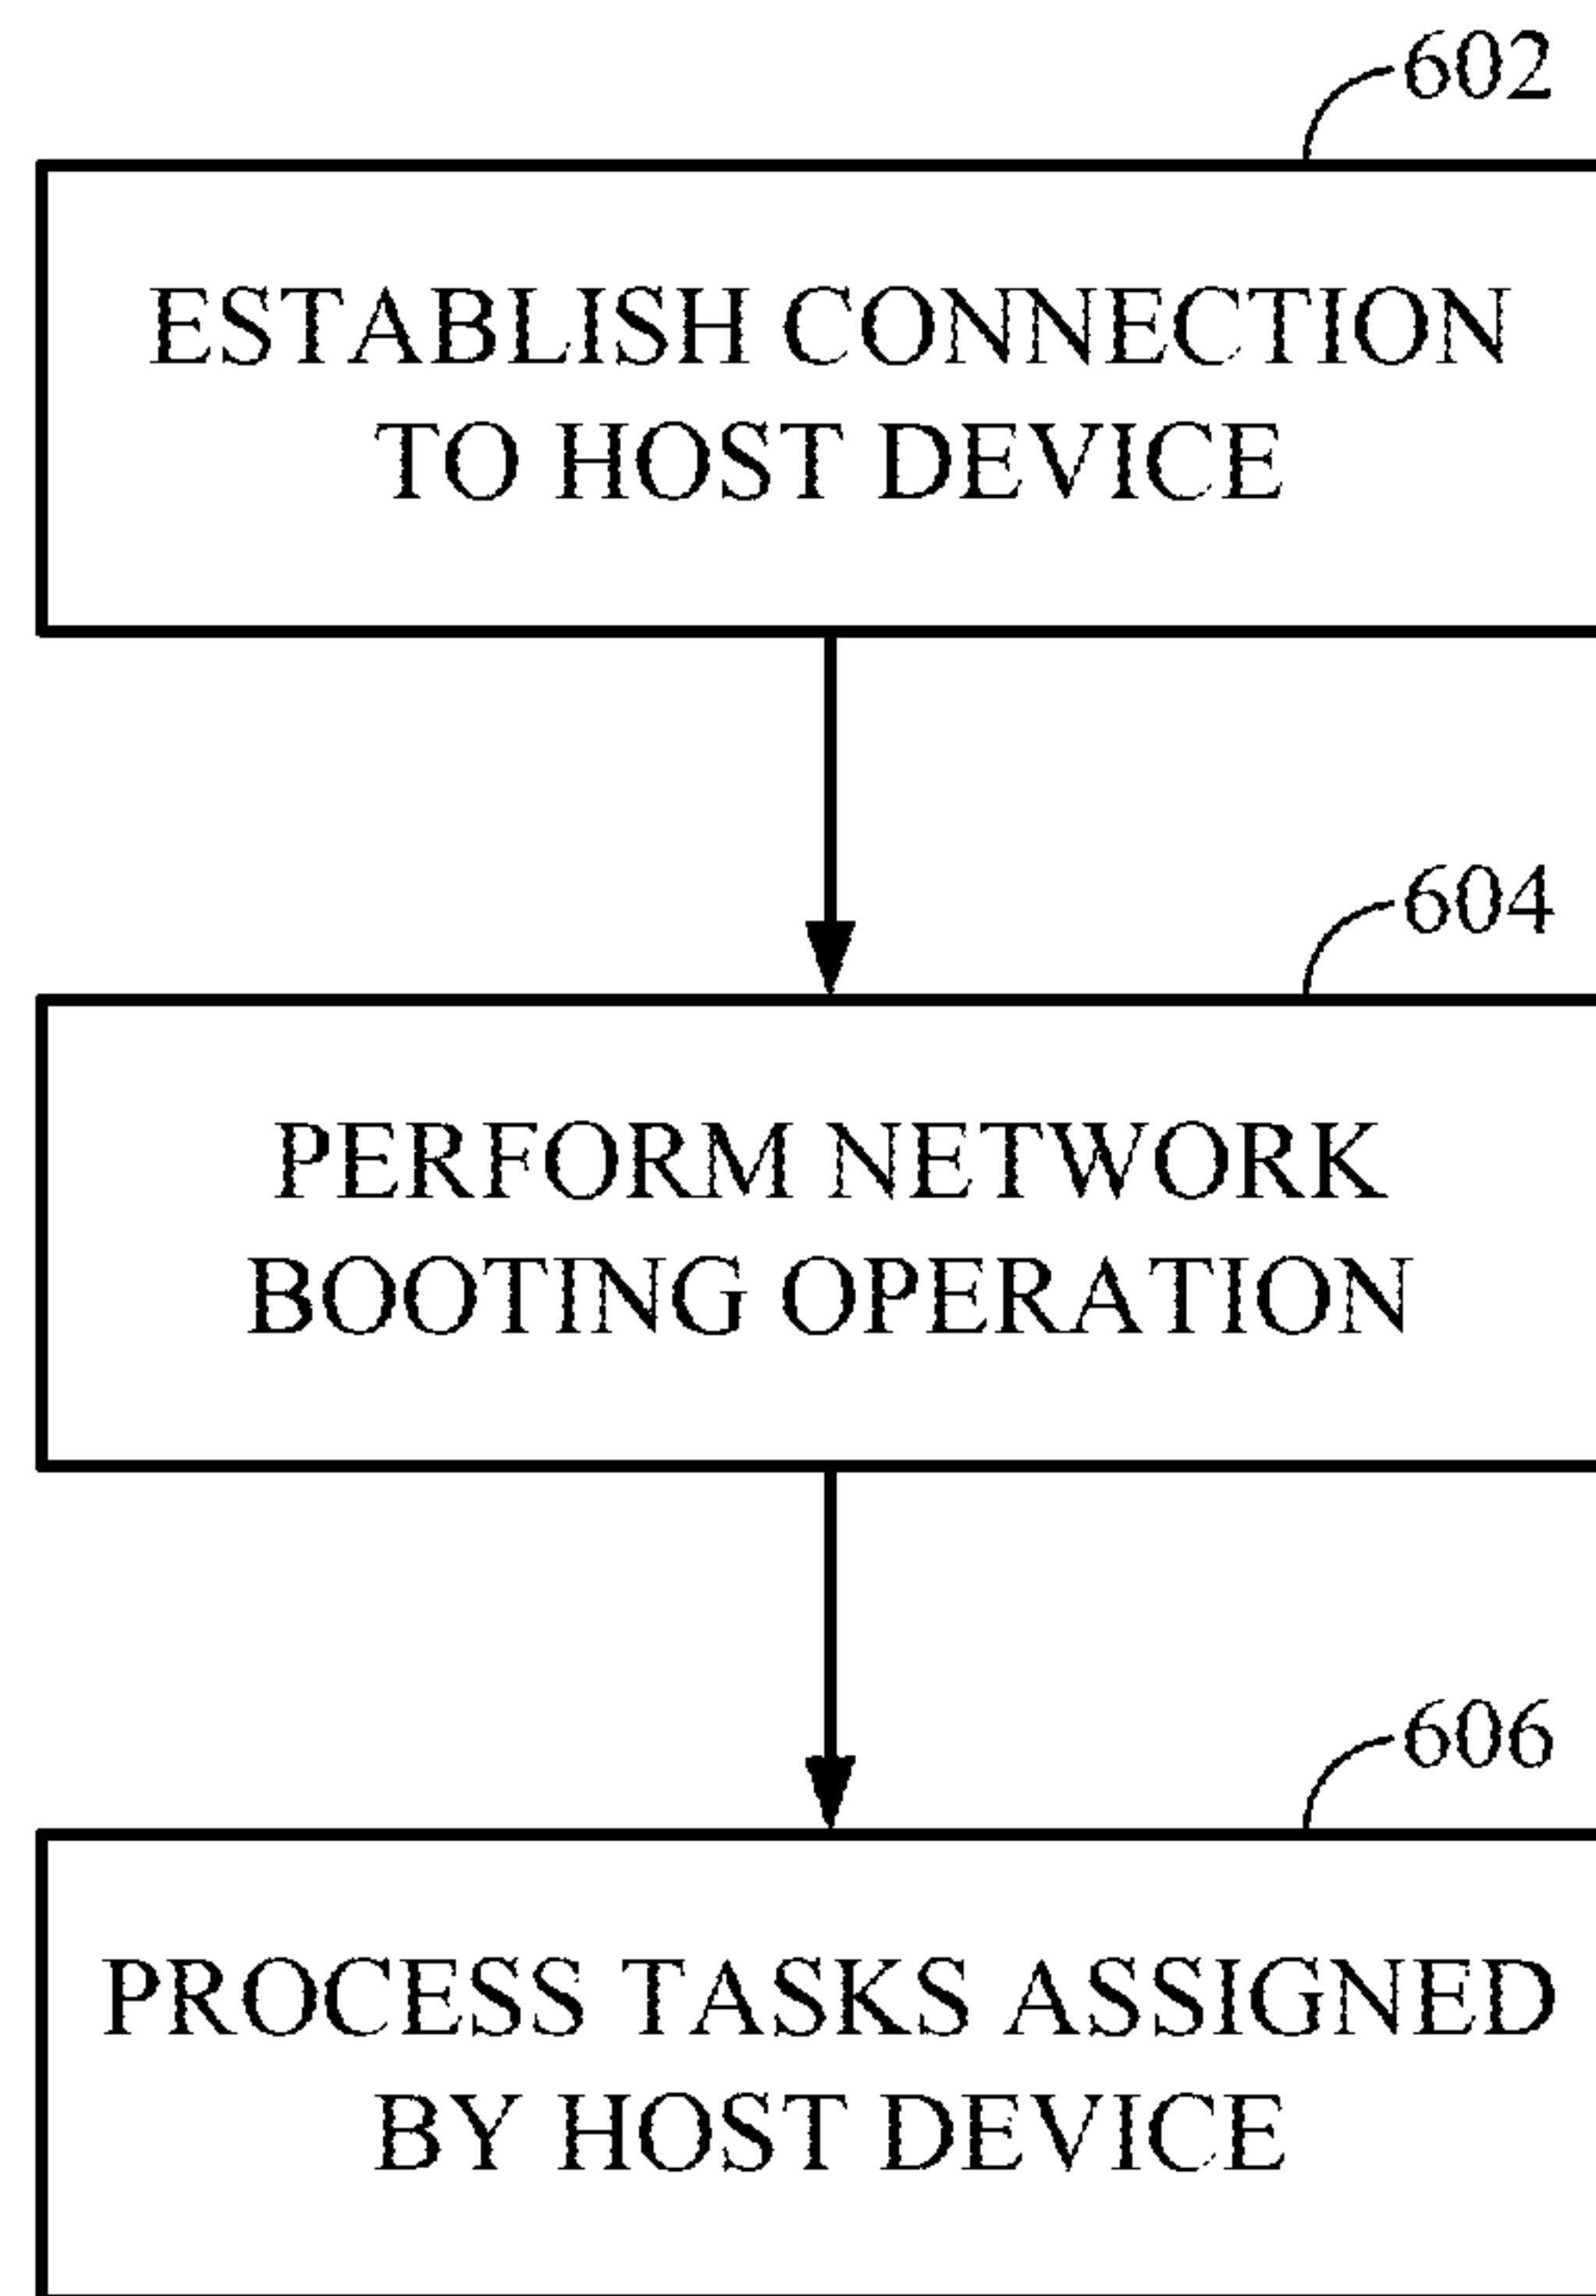 602
ESTABLISH CONNECTION
TO HOST DEVICE
604
PERFORM NETWORK
BOOTING OPERATION
606
PROCESS TASKS ASSIGNED
BY HOST DEVICE